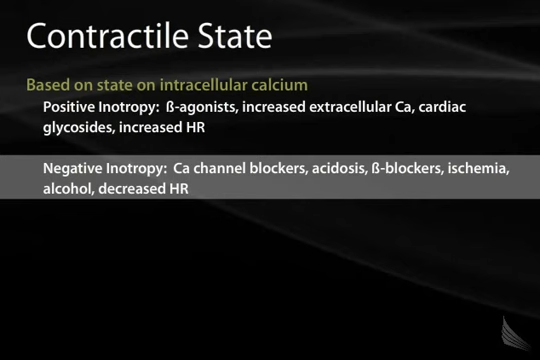 Contractile State
Based on state on intracellular calcium
Positive Inotropy: ß-agonists, increased extracellular Ca, cardiac
glycosides, increased HR
Negative Inotropy: Ca channel blockers, acidosis, ß-blockers, ischemia,
alcohol, decreased HR